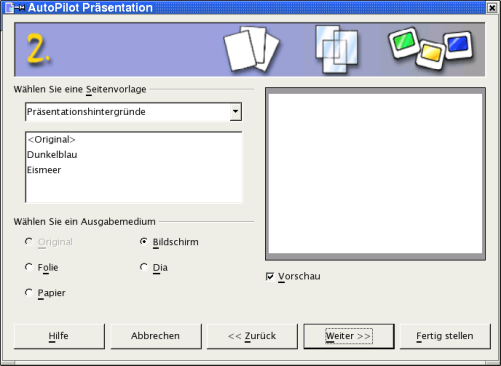 AutoPilot Präsentation
2.
Wählen Sie eine Seitenvorlage
Präsentationshintergründe
<Original>
Dunkelblau
Eismeer
Wählen Sie ein Ausgabemedium
Original
Bildschirm
Folie
Dia
Papier
Vorschau
Hilfe
Abbrechen
<< Zurück
Weiter >>
Fertig stellen